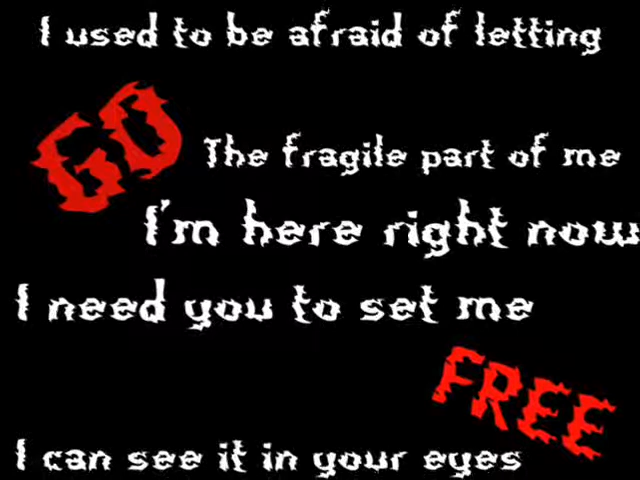 I used to be afraid of letting
GO
The fragile part of me
I'm here right now
I need you to set me
FREE
I can see it in your eyes